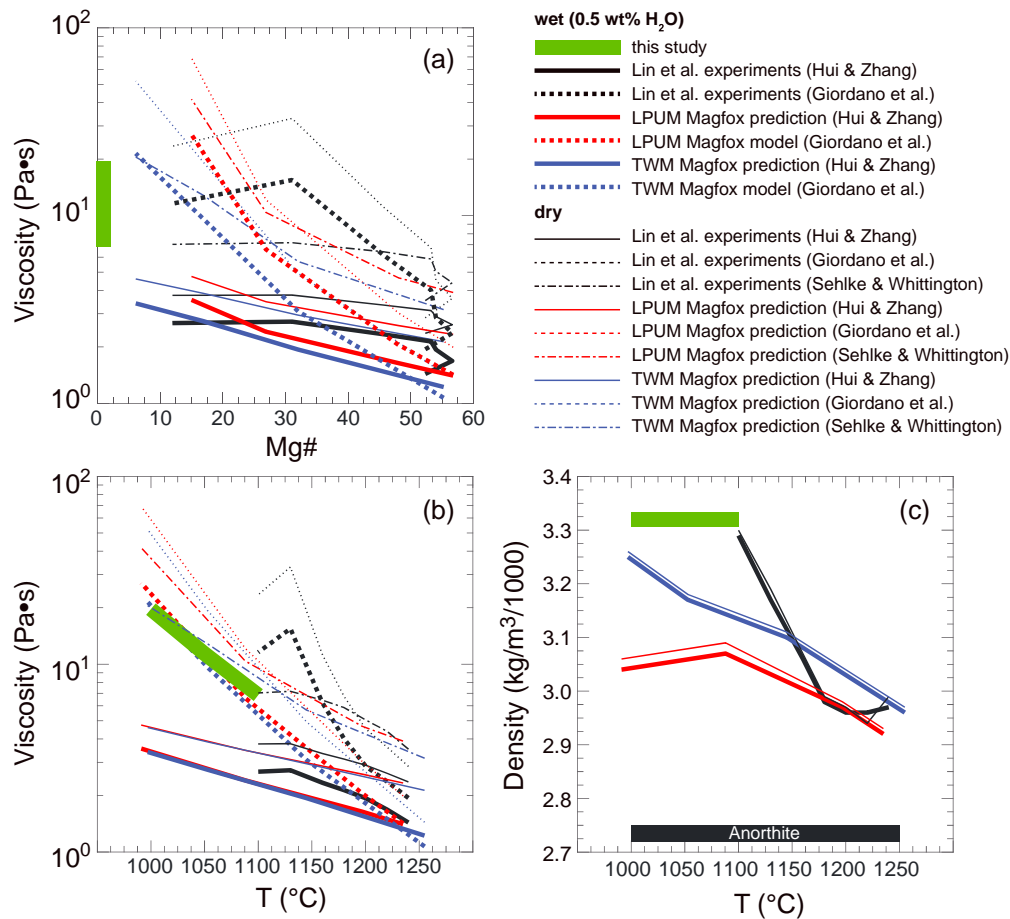 (a)
Viscosity (Pa•s)
10²
10¹
10⁰
0 10 20 30 40 50 60
Mg#
wet (0.5 wt% H₂O)
this study
Lin et al. experiments (Hui & Zhang)
Lin et al. experiments (Giordano et al.)
LPUM Magfox prediction (Hui & Zhang)
LPUM Magfox model (Giordano et al.)
TWM Magfox prediction (Hui & Zhang)
TWM Magfox model (Giordano et al.)
dry
Lin et al. experiments (Hui & Zhang)
Lin et al. experiments (Giordano et al.)
Lin et al. experiments (Sehlke & Whittington)
LPUM Magfox prediction (Hui & Zhang)
LPUM Magfox prediction (Giordano et al.)
LPUM Magfox prediction (Sehlke & Whittington)
TWM Magfox prediction (Hui & Zhang)
TWM Magfox prediction (Giordano et al.)
TWM Magfox prediction (Sehlke & Whittington)
(b)
Viscosity (Pa•s)
10²
10¹
10⁰
1000 1050 1100 1150 1200 1250
T (°C)
(c)
Density (kg/m³/1000)
3.4
3.3
3.2
3.1
3.0
2.9
2.8
2.7
Anorthite
1000 1050 1100 1150 1200 1250
T (°C)